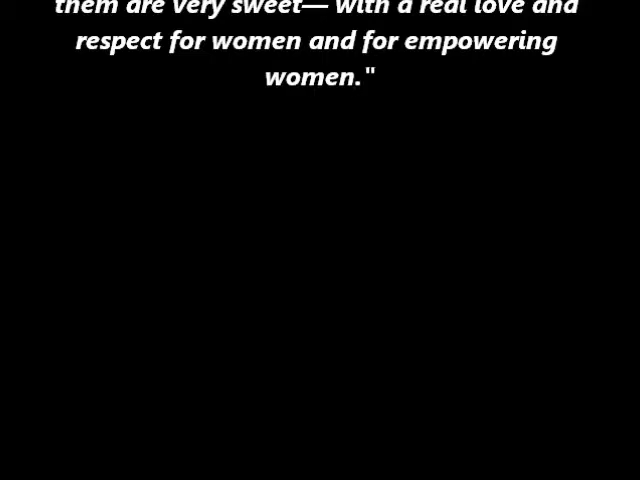 them are very sweet— with a real love and
respect for women and for empowering
women."